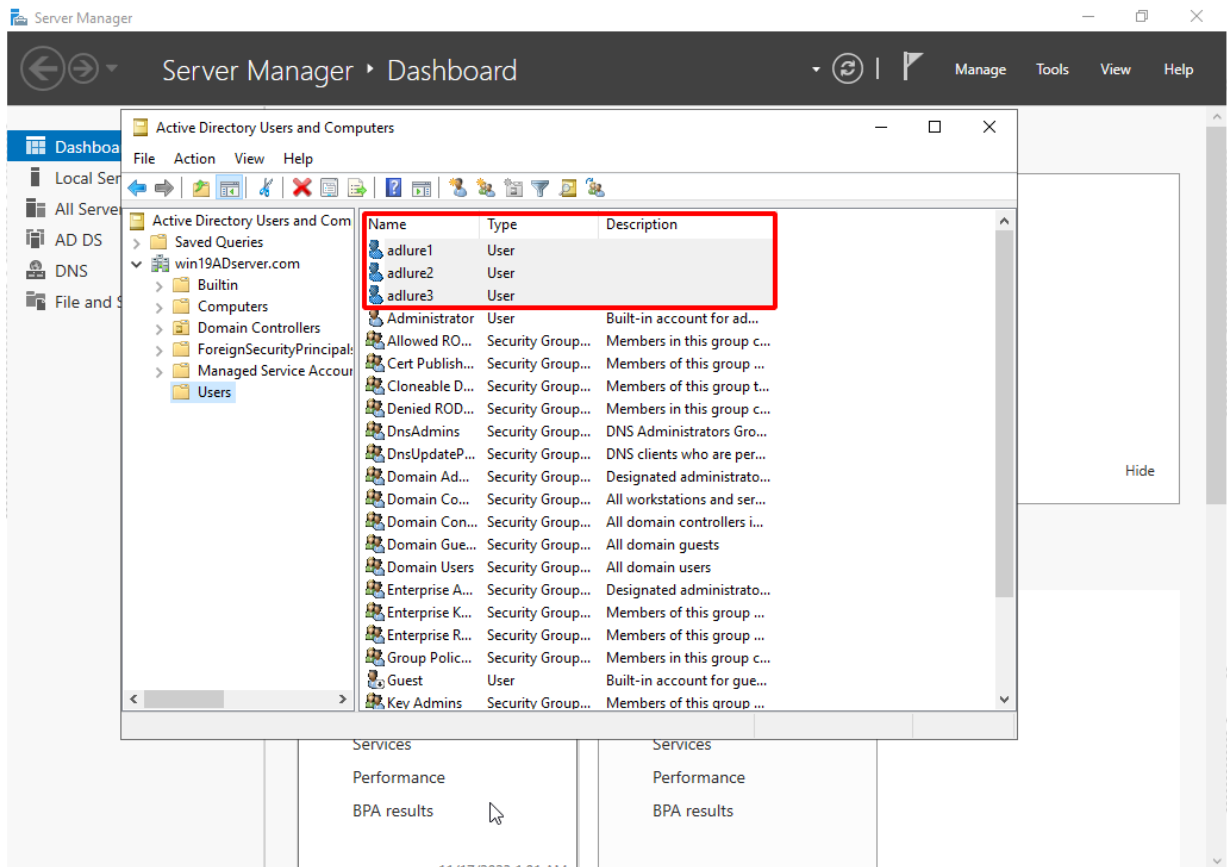 Server Manager
Server Manager • Dashboard
Manage Tools View Help
Active Directory Users and Computers
File Action View Help
Dashboa
Local Ser
All Server
AD DS
DNS
File and S
Active Directory Users and Com
Saved Queries
win19ADserver.com
Builtin
Computers
Domain Controllers
ForeignSecurityPrincipals
Managed Service Accour
Users
Name Type Description
adlure1 User
adlure2 User
adlure3 User
Administrator User Built-in account for ad...
Allowed RO... Security Group... Members in this group c...
Cert Publish... Security Group... Members of this group ...
Cloneable D... Security Group... Members of this group t...
Denied ROD... Security Group... Members in this group c...
DnsAdmins Security Group... DNS Administrators Gro...
DnsUpdateP... Security Group... DNS clients who are per...
Domain Ad... Security Group... Designated administrato...
Domain Co... Security Group... All workstations and ser...
Domain Con... Security Group... All domain controllers i...
Domain Gue... Security Group... All domain guests
Domain Users Security Group... All domain users
Enterprise A... Security Group... Designated administrato...
Enterprise K... Security Group... Members of this group ...
Enterprise R... Security Group... Members of this group ...
Group Polic... Security Group... Members in this group c...
Guest User Built-in account for gue...
Key Admins Security Group... Members of this group ...
Hide
Services Services
Performance Performance
BPA results BPA results